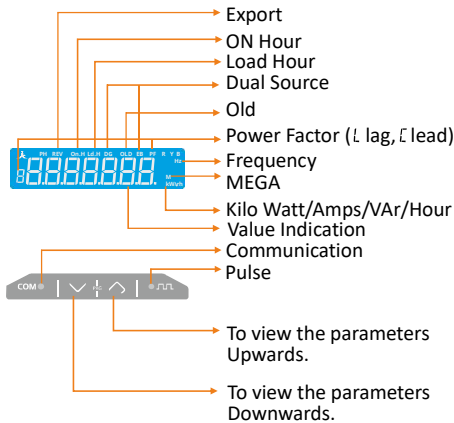 Export
ON Hour
Load Hour
Dual Source
Old
Power Factor (L lag, C lead)
Frequency
MEGA
Kilo Watt/Amps/VAr/Hour
Value Indication
Communication
Pulse
PH REV On.H Ld.H DG OLD EB PF R Y B
Hz
M
kWh
COM
To view the parameters
Upwards.
To view the parameters
Downwards.